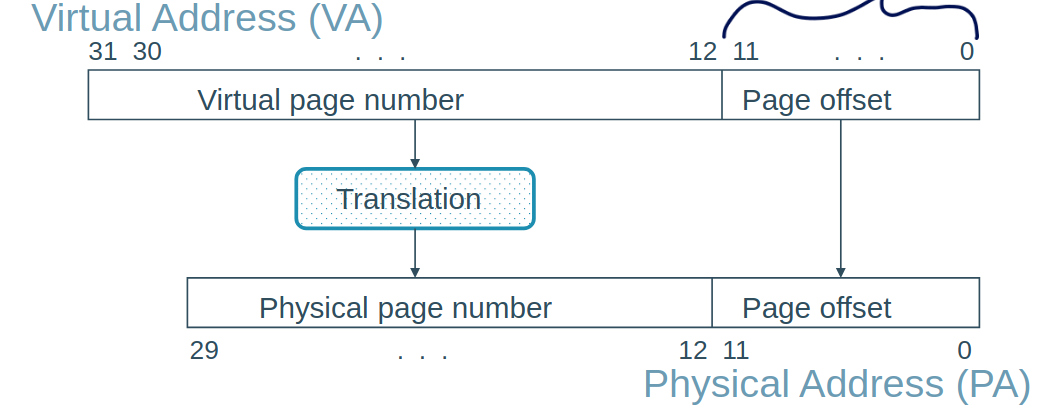 Virtual Address (VA)
31 30 . . . 12 11 . . . 0
Virtual page number Page offset
Translation
Physical page number Page offset
29 . . . 12 11 0
Physical Address (PA)